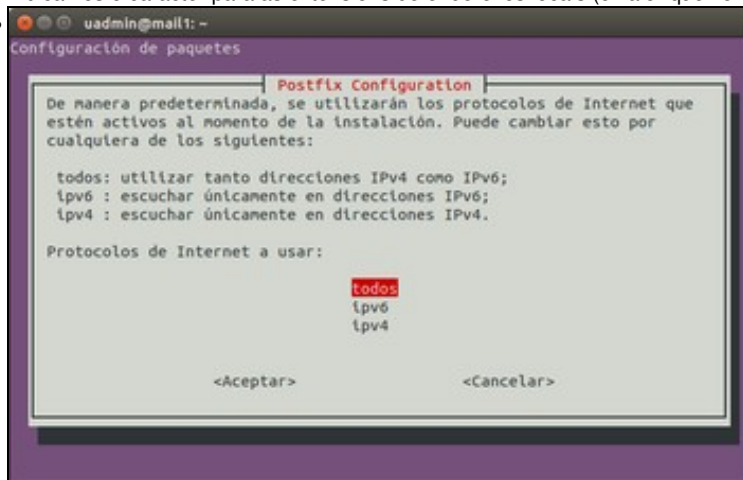 uadmin@mail1: ~
Configuración de paquetes
Postfix Configuration
De manera predeterminada, se utilizarán los protocolos de Internet que
estén activos al momento de la instalación. Puede cambiar esto por
cualquiera de los siguientes:
todos: utilizar tanto direcciones IPv4 como IPv6;
ipv6 : escuchar únicamente en direcciones IPv6;
ipv4 : escuchar únicamente en direcciones IPv4.
Protocolos de Internet a usar:
todos
ipv6
ipv4
<Aceptar> <Cancelar>